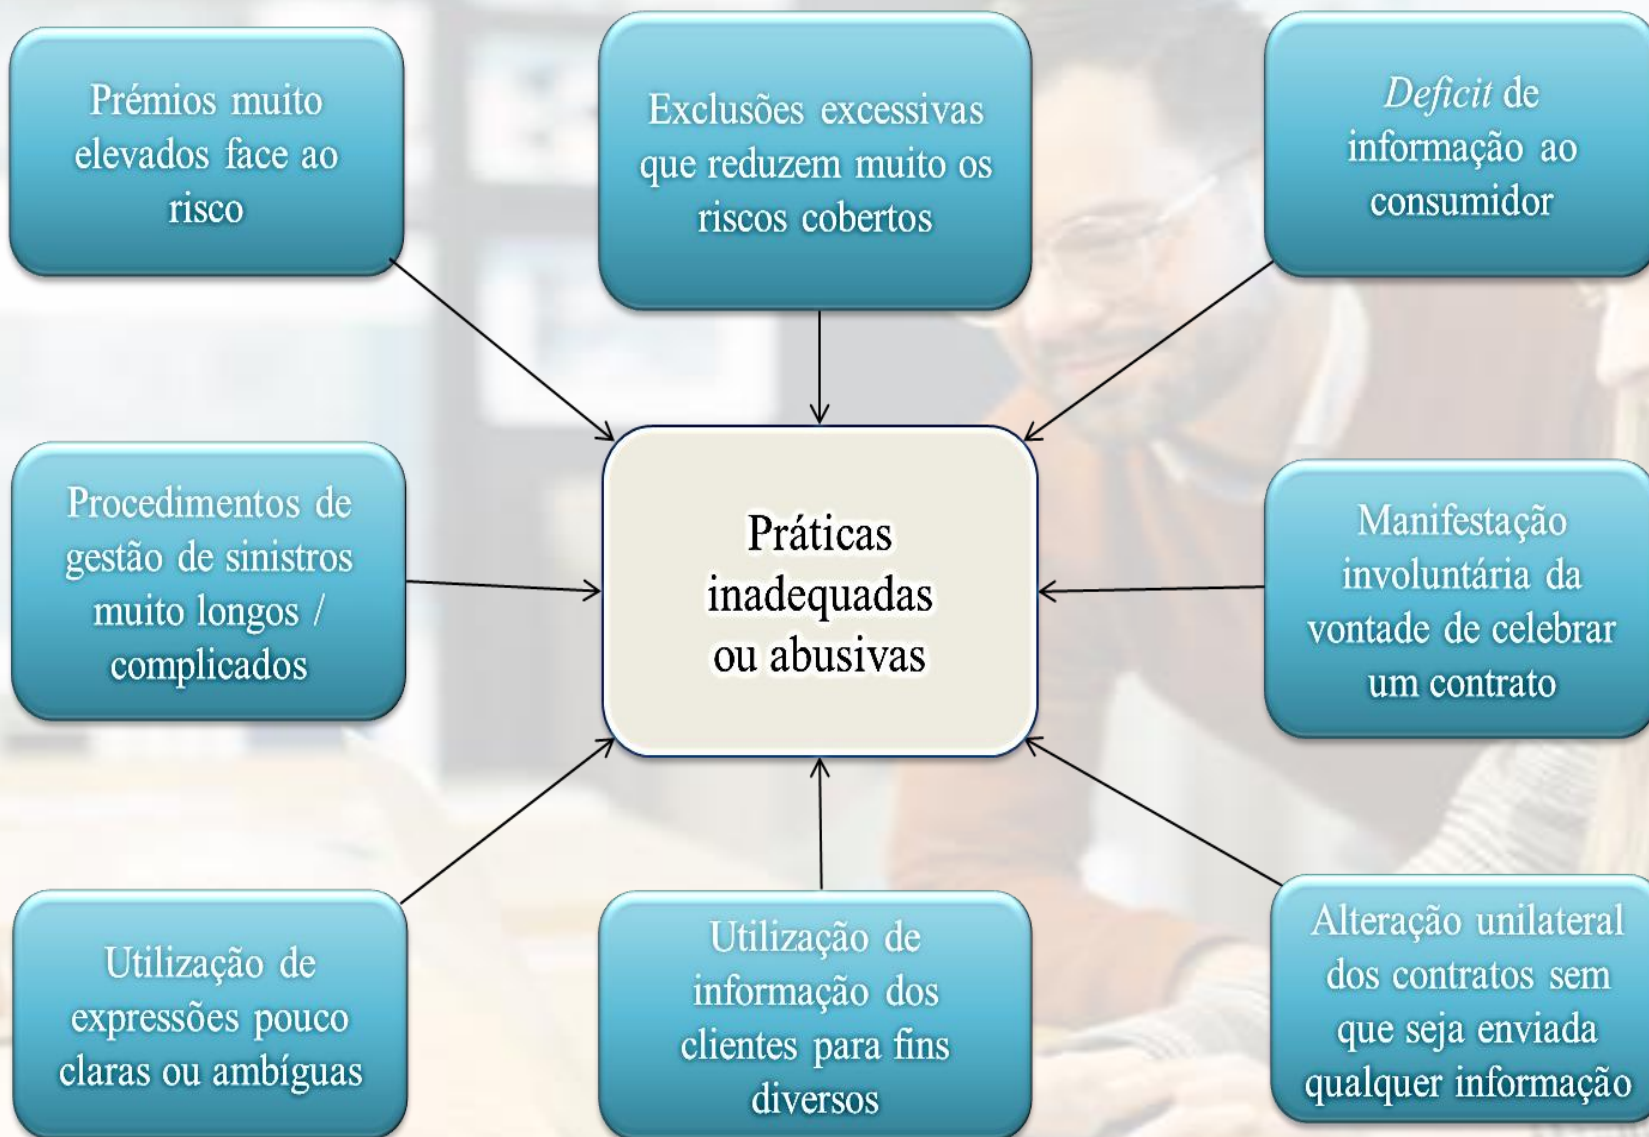 Prémios muito
elevados face ao
risco
Exclusões excessivas
que reduzem muito os
riscos cobertos
Deficit de
informação ao
consumidor
Procedimentos de
gestão de sinistros
muito longos /
complicados
Práticas
inadequadas
ou abusivas
Manifestação
involuntária da
vontade de celebrar
um contrato
Utilização de
expressões pouco
claras ou ambíguas
Utilização de
informação dos
clientes para fins
diversos
Alteração unilateral
dos contratos sem
que seja enviada
qualquer informação